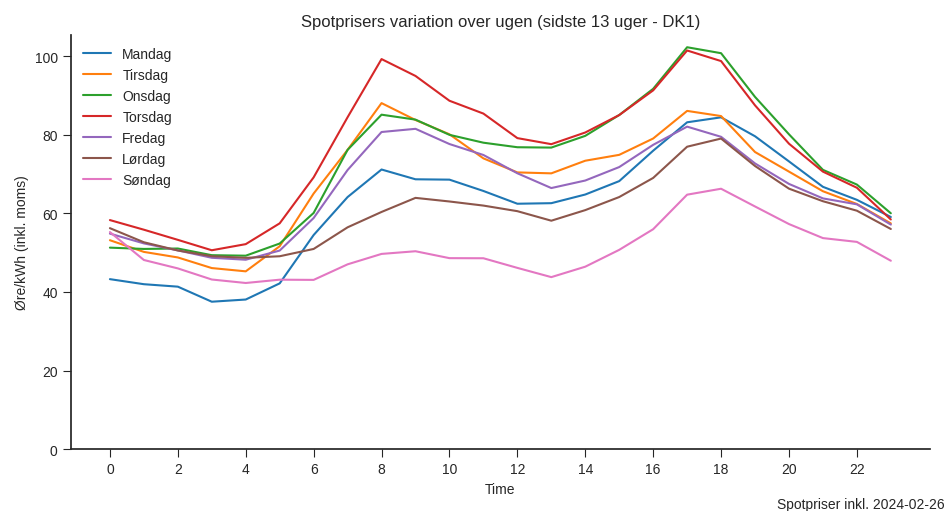 Spotprisers variation over ugen (sidste 13 uger - DK1)
Mandag
Tirsdag
Onsdag
Torsdag
Fredag
Lørdag
Søndag
Øre/kWh (inkl. moms)
100
80
60
40
20
0
0 2 4 6 8 10 12 14 16 18 20 22
Time
Spotpriser inkl. 2024-02-26